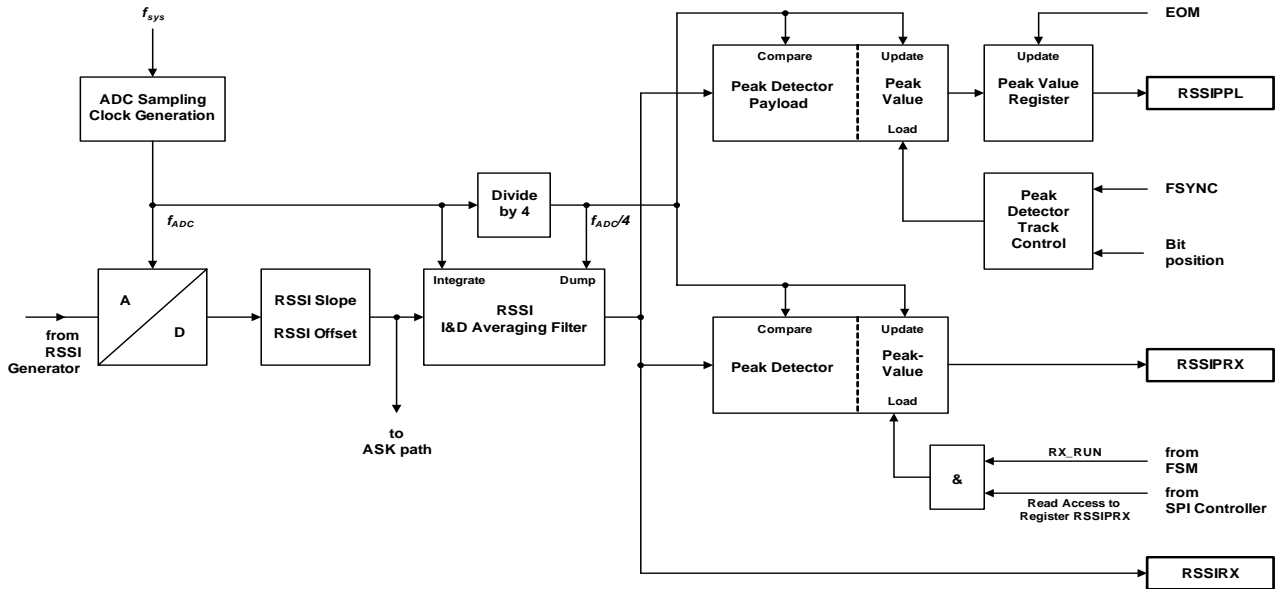 f_sys
EOM
Compare
Update
Update
ADC Sampling
Clock Generation
Peak Detector
Payload
Peak
Value
Peak Value
Register
RSSIPPL
Load
Divide
by 4
Peak
Detector
Track
Control
FSYNC
f_ADC
f_ADC/4
Bit
position
Integrate
Dump
A
D
RSSI Slope
RSSI Offset
RSSI
I&D Averaging Filter
from
RSSI
Generator
Compare
Update
Peak Detector
Peak-
Value
RSSIPRX
Load
to
ASK path
&
RX_RUN
from
FSM
Read Access to
Register RSSIPRX
from
SPI Controller
RSSIRX